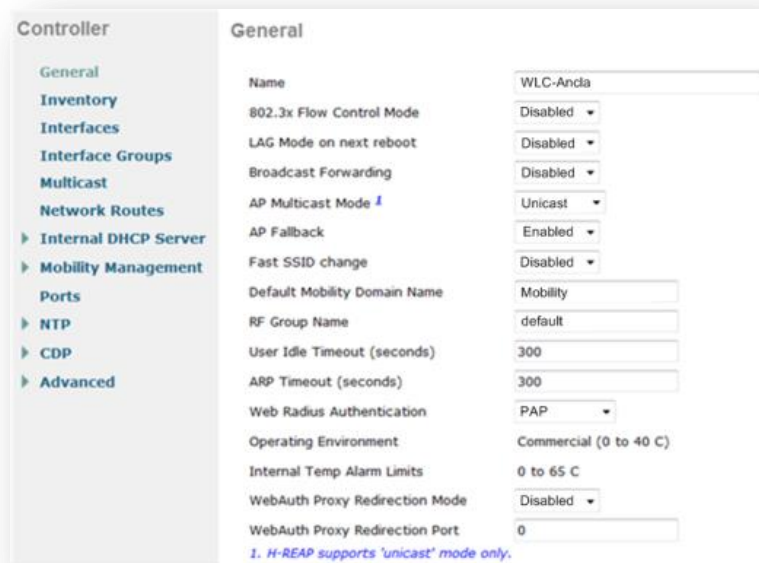 Controller
General
Inventory
Interfaces
Interface Groups
Multicast
Network Routes
Internal DHCP Server
Mobility Management
Ports
NTP
CDP
Advanced
General
Name WLC-Ancla
802.3x Flow Control Mode Disabled
LAG Mode on next reboot Disabled
Broadcast Forwarding Disabled
AP Multicast Mode 1 Unicast
AP Fallback Enabled
Fast SSID change Disabled
Default Mobility Domain Name Mobility
RF Group Name default
User Idle Timeout (seconds) 300
ARP Timeout (seconds) 300
Web Radius Authentication PAP
Operating Environment Commercial (0 to 40 C)
Internal Temp Alarm Limits 0 to 65 C
WebAuth Proxy Redirection Mode Disabled
WebAuth Proxy Redirection Port 0
1. H-REAP supports 'unicast' mode only.